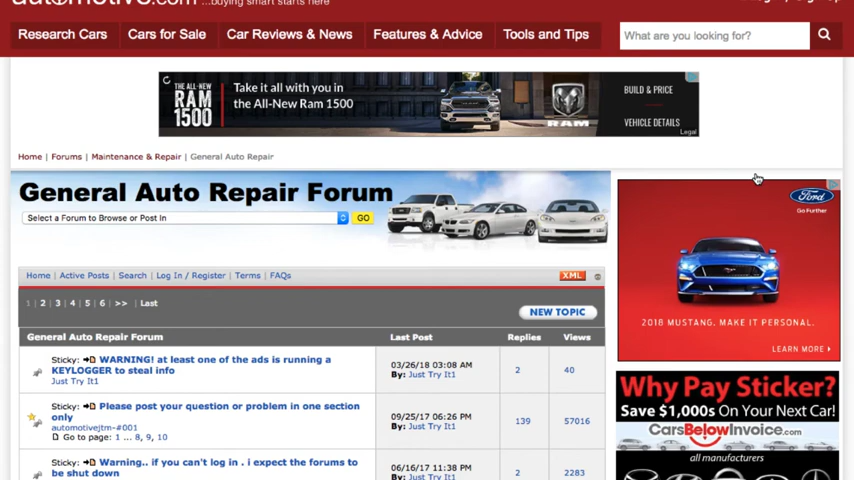 automotive.com ...buying smart starts here
Research Cars
Cars for Sale
Car Reviews & News
Features & Advice
Tools and Tips
What are you looking for?
THE ALL-NEW
RAM
1500
Take it all with you in
the All-New Ram 1500
RAM
BUILD & PRICE
VEHICLE DETAILS
Legal
Home | Forums | Maintenance & Repair | General Auto Repair
General Auto Repair Forum
Select a Forum to Browse or Post In
GO
Ford
Go Further
2018 MUSTANG. MAKE IT PERSONAL.
LEARN MORE
Home | Active Posts | Search | Log In / Register | Terms | FAQs
XML
1 | 2 | 3 | 4 | 5 | 6 | >> | Last
NEW TOPIC
General Auto Repair Forum
Last Post
Replies
Views
Sticky: WARNING! at least one of the ads is running a
KEYLOGGER to steal info
Just Try It1
03/26/18 03:08 AM
By: Just Try It1
2
40
Sticky: Please post your question or problem in one section
only
automotivejtm-#001
Go to page: 1 ... 8, 9, 10
09/25/17 06:26 PM
By: Just Try It1
139
57016
Sticky: Warning.. if you can't log in . i expect the forums to
be shut down
06/16/17 11:38 PM
By: Just Try It1
2
2283
Why Pay Sticker?
Save $1,000s On Your Next Car!
CarsBelowInvoice.com
all manufacturers